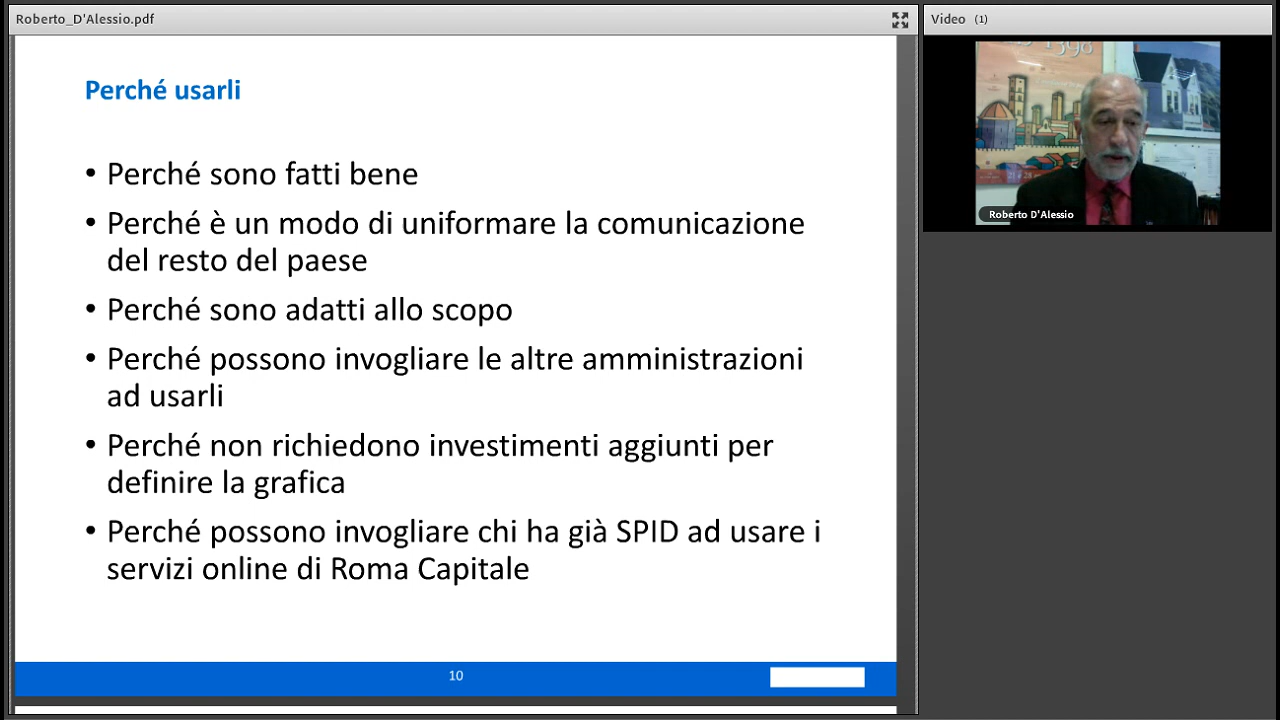 Roberto_D'Alessio.pdf
Video (1)
Perché usarli
• Perché sono fatti bene
• Perché è un modo di uniformare la comunicazione
del resto del paese
• Perché sono adatti allo scopo
• Perché possono invogliare le altre amministrazioni
ad usarli
• Perché non richiedono investimenti aggiunti per
definire la grafica
• Perché possono invogliare chi ha già SPID ad usare i
servizi online di Roma Capitale
10
Roberto D'Alessio